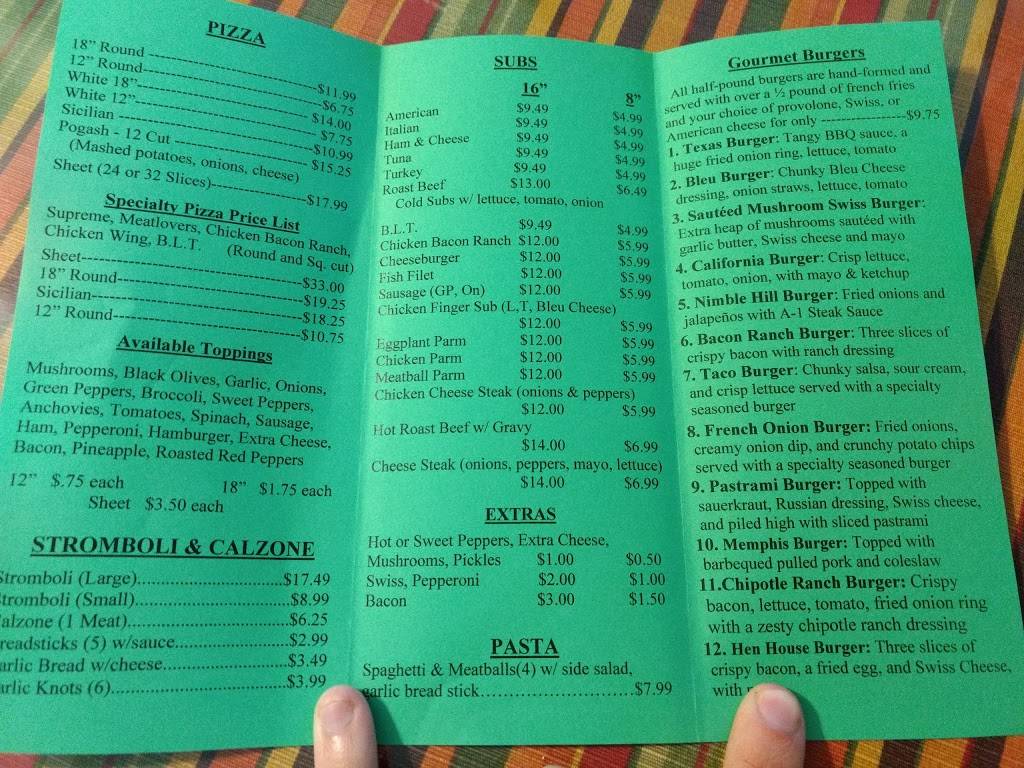 PIZZA
18” Round ----------------------------$11.99
12” Round----------------------------$6.75
White 18”----------------------------$14.00
White 12”----------------------------$7.75
Sicilian ----------------------------$10.99
Pogash - 12 Cut --------------------$15.25
(Mashed potatoes, onions, cheese)
Sheet (24 or 32 Slices)----------------$17.99
Specialty Pizza Price List
Supreme, Meatlovers, Chicken Bacon Ranch,
Chicken Wing, B.L.T. (Round and Sq. cut)
Sheet------------------------------------$33.00
18” Round------------------------------$19.25
Sicilian----------------------------------$18.25
12” Round------------------------------$10.75
Available Toppings
Mushrooms, Black Olives, Garlic, Onions,
Green Peppers, Broccoli, Sweet Peppers,
Anchovies, Tomatoes, Spinach, Sausage,
Ham, Pepperoni, Hamburger, Extra Cheese,
Bacon, Pineapple, Roasted Red Peppers
12” $.75 each 18” $1.75 each
Sheet $3.50 each
STROMBOLI & CALZONE
Stromboli (Large)..........................$17.49
Stromboli (Small)............................$8.99
Calzone (1 Meat).............................$6.25
Breadsticks (5) w/sauce...................$2.99
Garlic Bread w/cheese.....................$3.49
Garlic Knots (6)...............................$3.99
SUBS
16” 8”
American $9.49 $4.99
Italian $9.49 $4.99
Ham & Cheese $9.49 $4.99
Tuna $9.49 $4.99
Turkey $9.49 $4.99
Roast Beef $13.00 $6.49
Cold Subs w/ lettuce, tomato, onion
B.L.T. $9.49 $4.99
Chicken Bacon Ranch $12.00 $5.99
Cheeseburger $12.00 $5.99
Fish Filet $12.00 $5.99
Sausage (GP, On) $12.00 $5.99
Chicken Finger Sub (L,T, Bleu Cheese)
$12.00 $5.99
Eggplant Parm $12.00 $5.99
Chicken Parm $12.00 $5.99
Meatball Parm $12.00 $5.99
Chicken Cheese Steak (onions & peppers)
$12.00 $5.99
Hot Roast Beef w/ Gravy
$14.00 $6.99
Cheese Steak (onions, peppers, mayo, lettuce)
$14.00 $6.99
EXTRAS
Hot or Sweet Peppers, Extra Cheese,
Mushrooms, Pickles $1.00 $0.50
Swiss, Pepperoni $2.00 $1.00
Bacon $3.00 $1.50
PASTA
Spaghetti & Meatballs(4) w/ side salad,
garlic bread stick..............................$7.99
Gourmet Burgers
All half-pound burgers are hand-formed and
served with over a ½ pound of french fries
and your choice of provolone, Swiss, or
American cheese for only ------------------$9.75
1. Texas Burger: Tangy BBQ sauce, a
huge fried onion ring, lettuce, tomato
2. Bleu Burger: Chunky Bleu Cheese
dressing, onion straws, lettuce, tomato
3. Sautéed Mushroom Swiss Burger:
Extra heap of mushrooms sautéed with
garlic butter, Swiss cheese and mayo
4. California Burger: Crisp lettuce,
tomato, onion, with mayo & ketchup
5. Nimble Hill Burger: Fried onions and
jalapeños with A-1 Steak Sauce
6. Bacon Ranch Burger: Three slices of
crispy bacon with ranch dressing
7. Taco Burger: Chunky salsa, sour cream,
and crisp lettuce served with a specialty
seasoned burger
8. French Onion Burger: Fried onions,
creamy onion dip, and crunchy potato chips
served with a specialty seasoned burger
9. Pastrami Burger: Topped with
sauerkraut, Russian dressing, Swiss cheese,
and piled high with sliced pastrami
10. Memphis Burger: Topped with
barbequed pulled pork and coleslaw
11.Chipotle Ranch Burger: Crispy
bacon, lettuce, tomato, fried onion ring
with a zesty chipotle ranch dressing
12. Hen House Burger: Three slices of
crispy bacon, a fried egg, and Swiss Cheese,
with